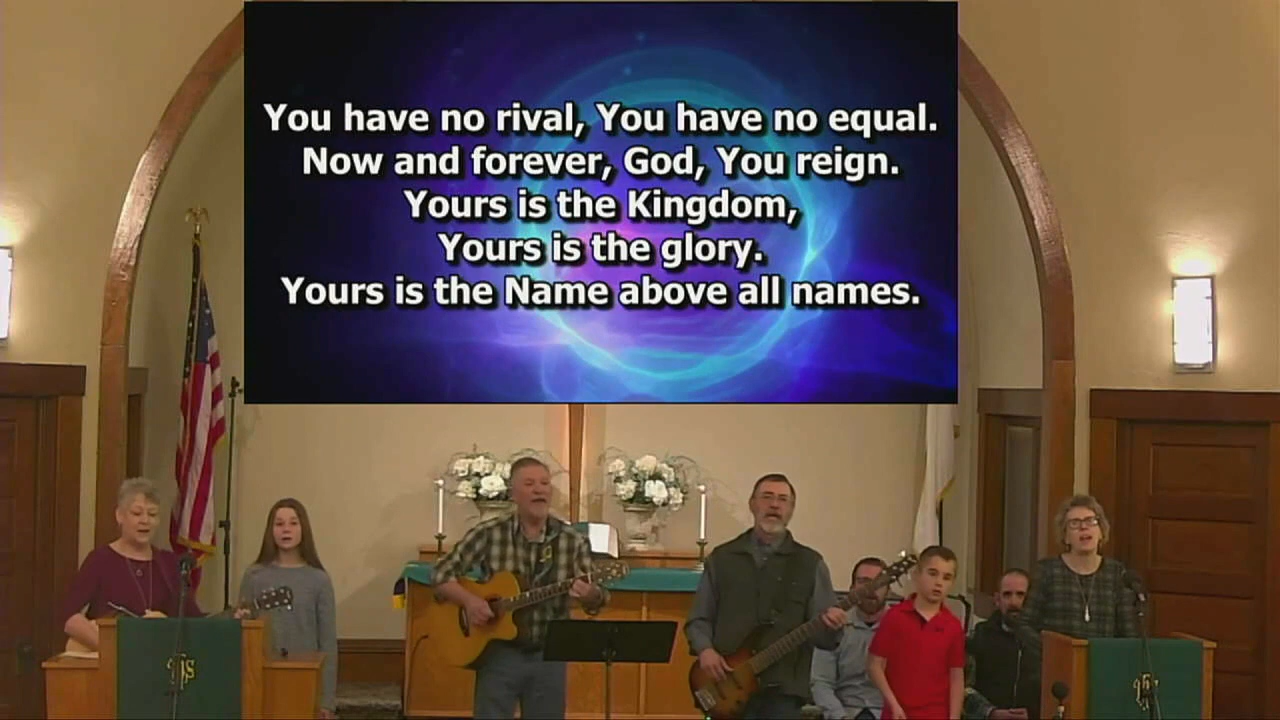 You have no rival, You have no equal.
Now and forever, God, You reign.
Yours is the Kingdom,
Yours is the glory.
Yours is the Name above all names.